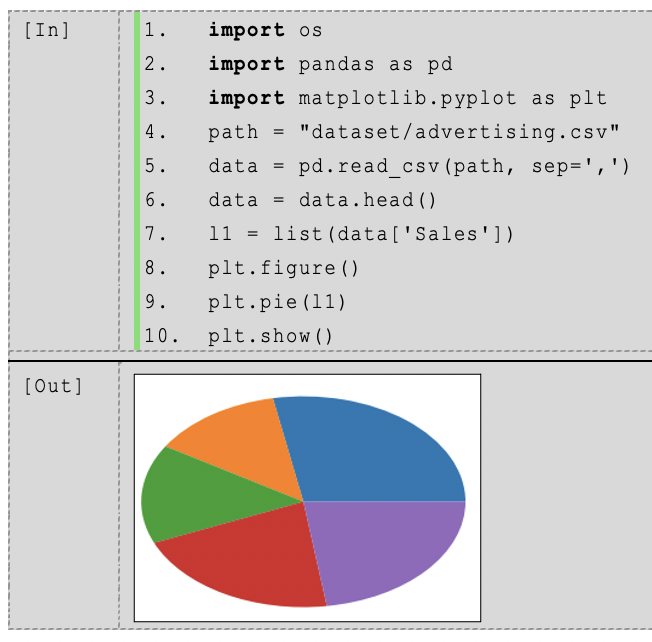 [In]
1. import os
2. import pandas as pd
3. import matplotlib.pyplot as plt
4. path = "dataset/advertising.csv"
5. data = pd.read_csv(path, sep=',')
6. data = data.head()
7. l1 = list(data['Sales'])
8. plt.figure()
9. plt.pie(l1)
10. plt.show()
[Out]